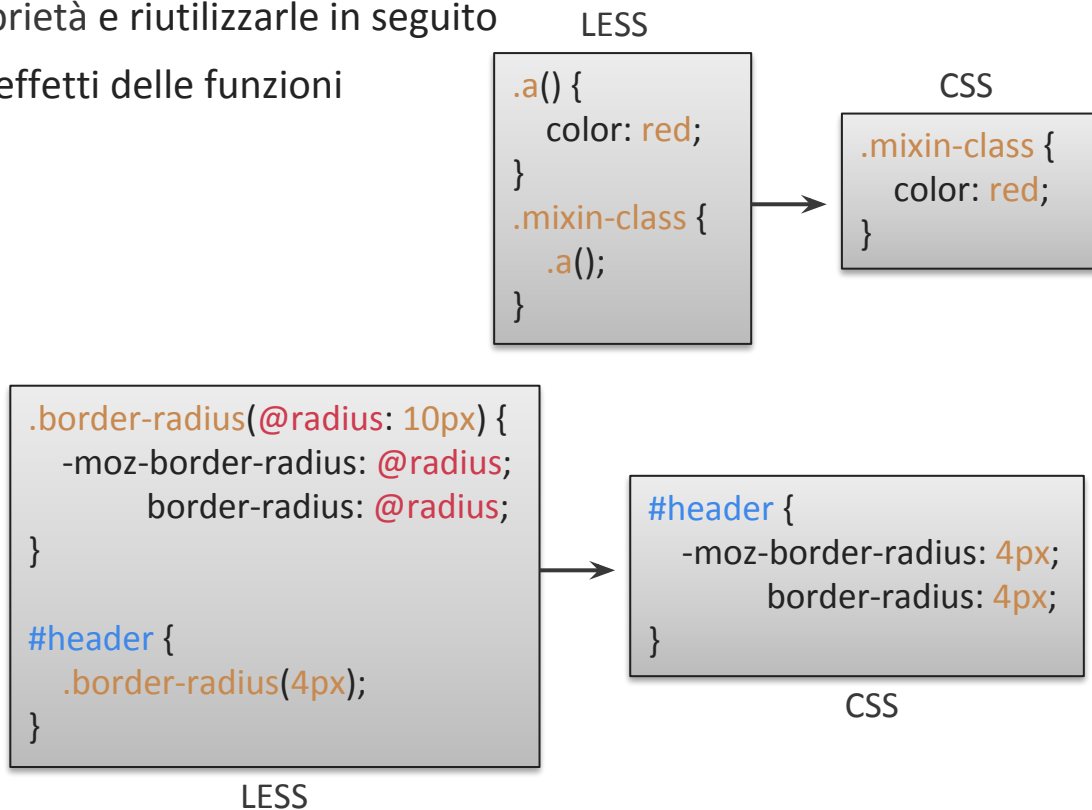 e riutilizzarle in seguito
effetti delle funzioni
LESS
.a() {
color: red;
}
.mixin-class {
.a();
}
CSS
.mixin-class {
color: red;
}
.border-radius(@radius: 10px) {
-moz-border-radius: @radius;
border-radius: @radius;
}
#header {
.border-radius(4px);
}
LESS
#header {
-moz-border-radius: 4px;
border-radius: 4px;
}
CSS